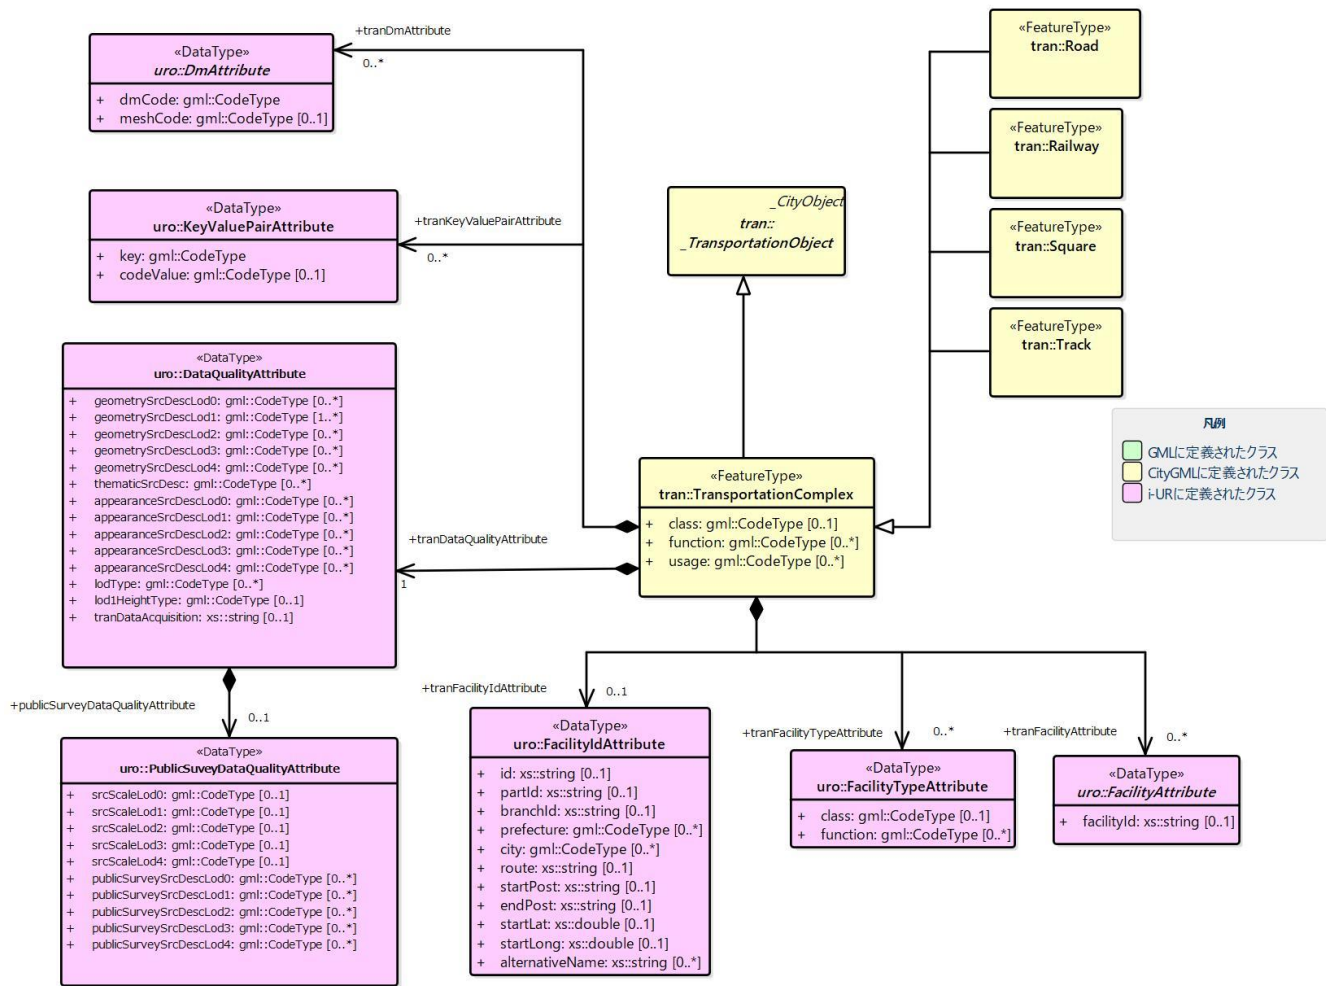 +tranDmAttribute
0..*
«DataType»
uro::DmAttribute
+ dmCode: gml::CodeType
+ meshCode: gml::CodeType [0..1]
«FeatureType»
tran::Road
«FeatureType»
tran::Railway
«FeatureType»
tran::Square
«FeatureType»
tran::Track
«DataType»
uro::KeyValuePairAttribute
+ key: gml::CodeType
+ codeValue: gml::CodeType [0..1]
+tranKeyValuePairAttribute
0..*
_CityObject
tran::
_TransportationObject
«DataType»
uro::DataQualityAttribute
+ geometrySrcDescLod0: gml::CodeType [0..*]
+ geometrySrcDescLod1: gml::CodeType [1..*]
+ geometrySrcDescLod2: gml::CodeType [0..*]
+ geometrySrcDescLod3: gml::CodeType [0..*]
+ geometrySrcDescLod4: gml::CodeType [0..*]
+ thematicSrcDesc: gml::CodeType [0..*]
+ appearanceSrcDescLod0: gml::CodeType [0..*]
+ appearanceSrcDescLod1: gml::CodeType [0..*]
+ appearanceSrcDescLod2: gml::CodeType [0..*]
+ appearanceSrcDescLod3: gml::CodeType [0..*]
+ appearanceSrcDescLod4: gml::CodeType [0..*]
+ lodType: gml::CodeType [0..*]
+ lod1HeightType: gml::CodeType [0..1]
+ tranDataAcquisition: xs::string [0..1]
+tranDataQualityAttribute
1
«FeatureType»
tran::TransportationComplex
+ class: gml::CodeType [0..1]
+ function: gml::CodeType [0..*]
+ usage: gml::CodeType [0..*]
凡例
GMLに定義されたクラス
CityGMLに定義されたクラス
i-URに定義されたクラス
+publicSurveyDataQualityAttribute
0..1
«DataType»
uro::PublicSuveyDataQualityAttribute
+ srcScaleLod0: gml::CodeType [0..1]
+ srcScaleLod1: gml::CodeType [0..1]
+ srcScaleLod2: gml::CodeType [0..1]
+ srcScaleLod3: gml::CodeType [0..1]
+ srcScaleLod4: gml::CodeType [0..1]
+ publicSurveySrcDescLod0: gml::CodeType [0..*]
+ publicSurveySrcDescLod1: gml::CodeType [0..*]
+ publicSurveySrcDescLod2: gml::CodeType [0..*]
+ publicSurveySrcDescLod3: gml::CodeType [0..*]
+ publicSurveySrcDescLod4: gml::CodeType [0..*]
+tranFacilityIdAttribute
0..1
«DataType»
uro::FacilityIdAttribute
+ id: xs::string [0..1]
+ partId: xs::string [0..1]
+ branchId: xs::string [0..1]
+ prefecture: gml::CodeType [0..*]
+ city: gml::CodeType [0..*]
+ route: xs::string [0..1]
+ startPost: xs::string [0..1]
+ endPost: xs::string [0..1]
+ startLat: xs::double [0..1]
+ startLong: xs::double [0..1]
+ alternativeName: xs::string [0..*]
+tranFacilityTypeAttribute
0..*
«DataType»
uro::FacilityTypeAttribute
+ class: gml::CodeType [0..1]
+ function: gml::CodeType [0..*]
+tranFacilityAttribute
0..*
«DataType»
uro::FacilityAttribute
+ facilityId: xs::string [0..1]